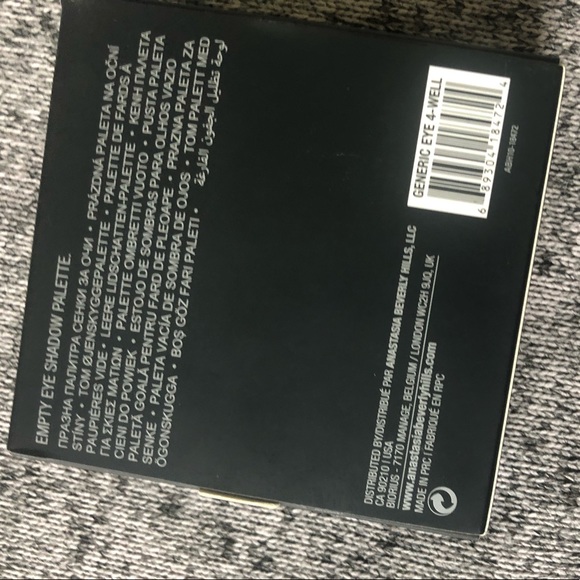 EMPTY EYE SHADOW PALETTE.
ПРАЗНА ПАЛИТРА СЕНКИ ЗА ОЧИ • PRÁZDNÁ PALETA NA OČNÍ
STÍNY • TOM ØJENSKYGGEPALETTE • PALETTE DE FARDS À
PAUPIÈRES VIDE • LEERE LIDSCHATTEN-PALETTE • ΚΕΝΗ ΠΑΛΕΤΑ
ΓΙΑ ΣΚΙΕΣ ΜΑΤΙΩΝ • PALETTE OMBRETTI VUOTO • PUSTA PALETA
CIENI DO POWIEK • ESTOJO DE SOMBRAS PARA OLHOS VAZIO
PALETĂ GOALĂ PENTRU FARD DE PLEOAPE • PRAZNA PALETA ZA
SENKE • PALETA VACÍA DE SOMBRA DE OJOS • TOM PALETT MED
ÖGONSKUGGA • BOŞ GÖZ FARI PALETİ • لوحة تظليل الجفون الفارغة
GENERIC EYE 4-WELL
6 89304 18472 4
DISTRIBUTED BY/DISTRIBUÉ PAR ANASTASIA BEVERLY HILLS, LLC
CA 90210 / USA
BIORIUS - 7170 MANAGE, BELGIUM / LONDON WC2H 9JQ, UK
www.anastasiabeverlyhills.com
MADE IN PRC / FABRIQUÉ EN RPC